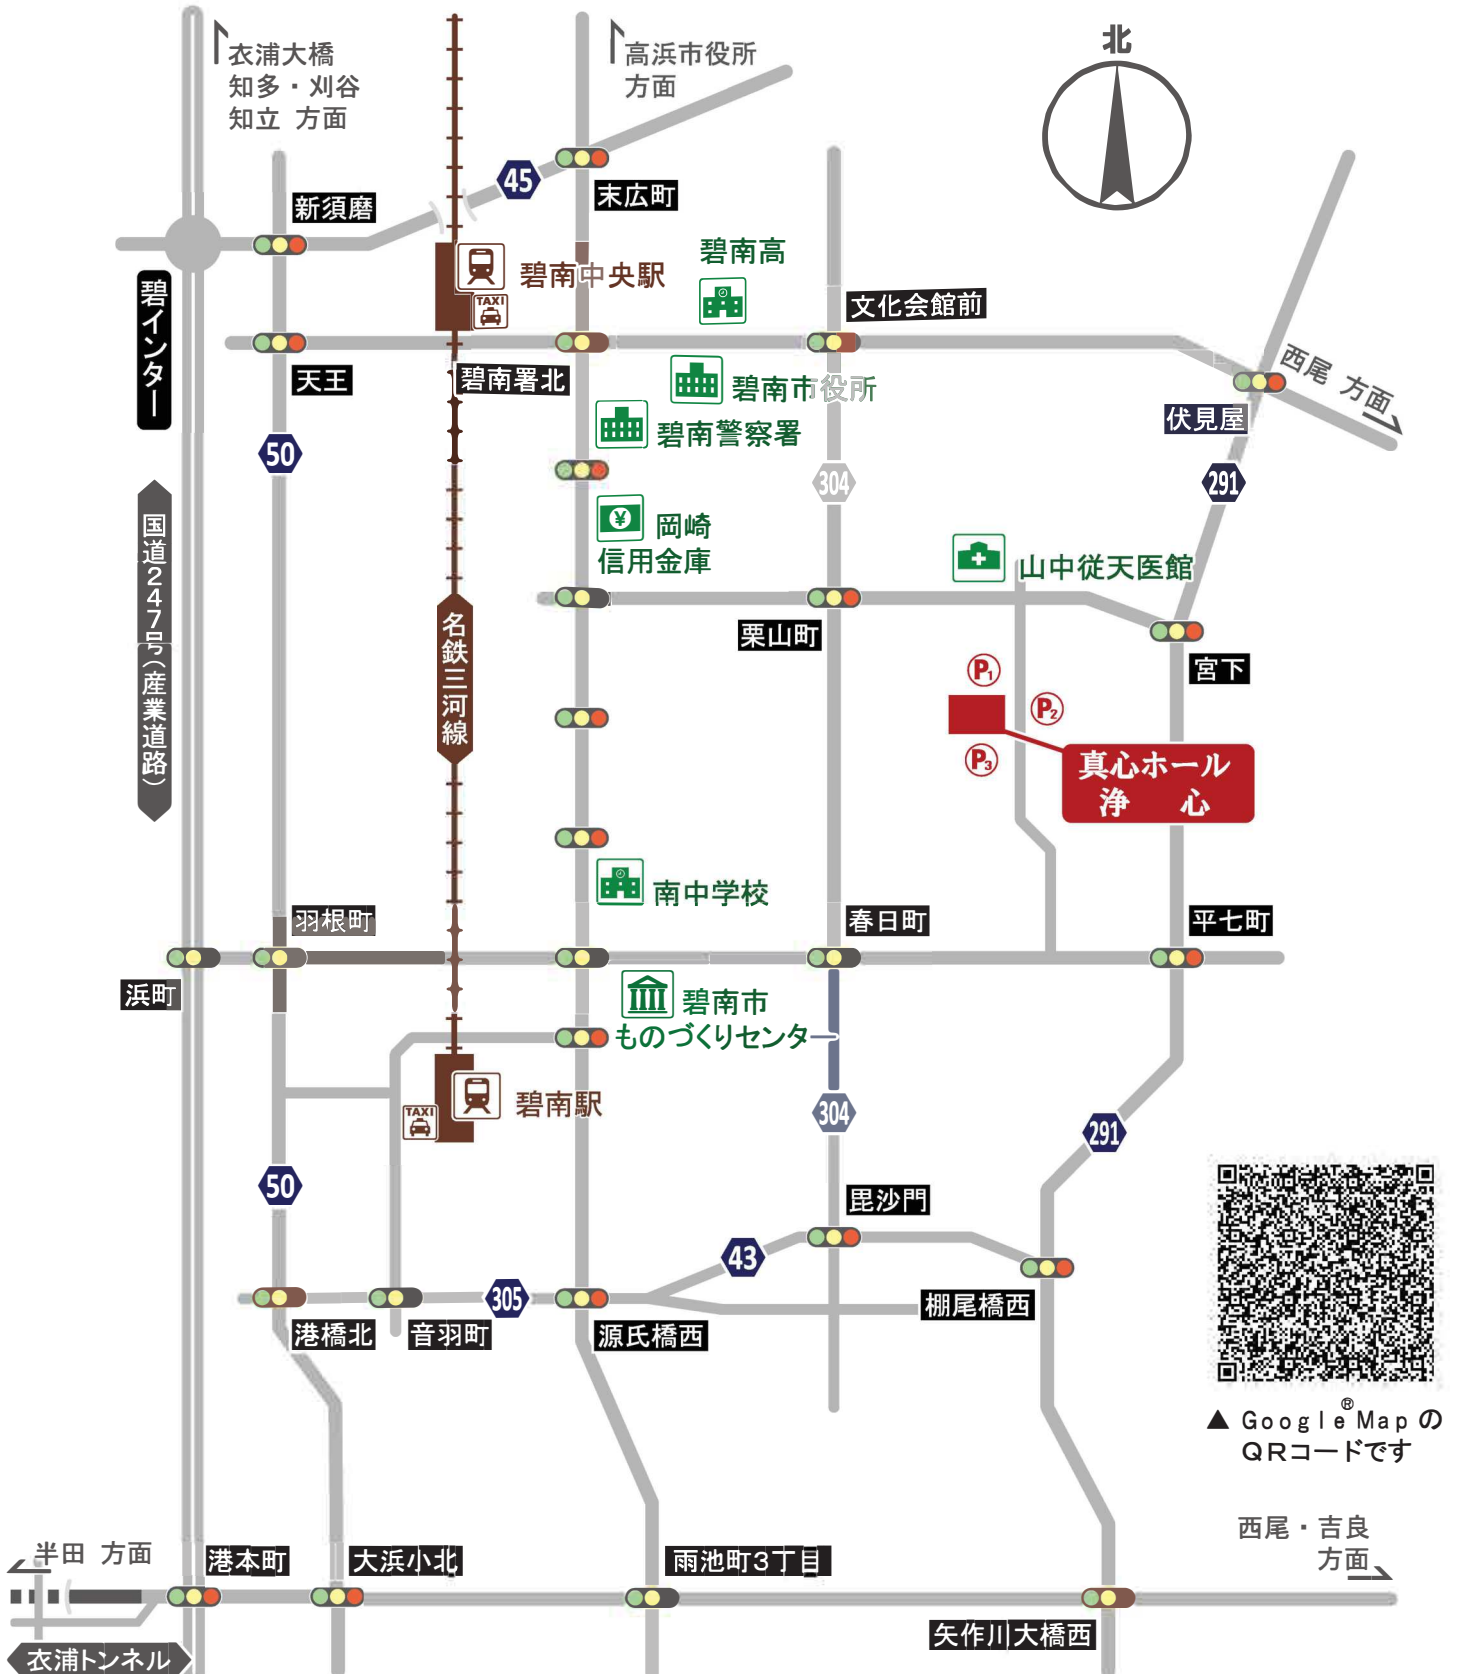 北
衣浦大橋
知多・刈谷
知立 方面
高浜市役所
方面
45
末広町
新須磨
碧南高
碧南中央駅
TAXI
碧インター
文化会館前
天王
碧南署北
碧南市役所
西尾 方面
伏見屋
碧南警察署
50
304
291
国道247号(産業道路)
¥
岡崎
信用金庫
山中従天医館
名鉄三河線
栗山町
宮下
P1
P2
P3
真心ホール
浄 心
南中学校
羽根町
春日町
平七町
浜町
碧南市
ものづくりセンター
碧南駅
TAXI
304
291
50
毘沙門
43
305
棚尾橋西
港橋北
音羽町
源氏橋西
▲ Google®Mapの
QRコードです
半田 方面
港本町
大浜小北
雨池町3丁目
西尾・吉良
方面
矢作川大橋西
衣浦トンネル